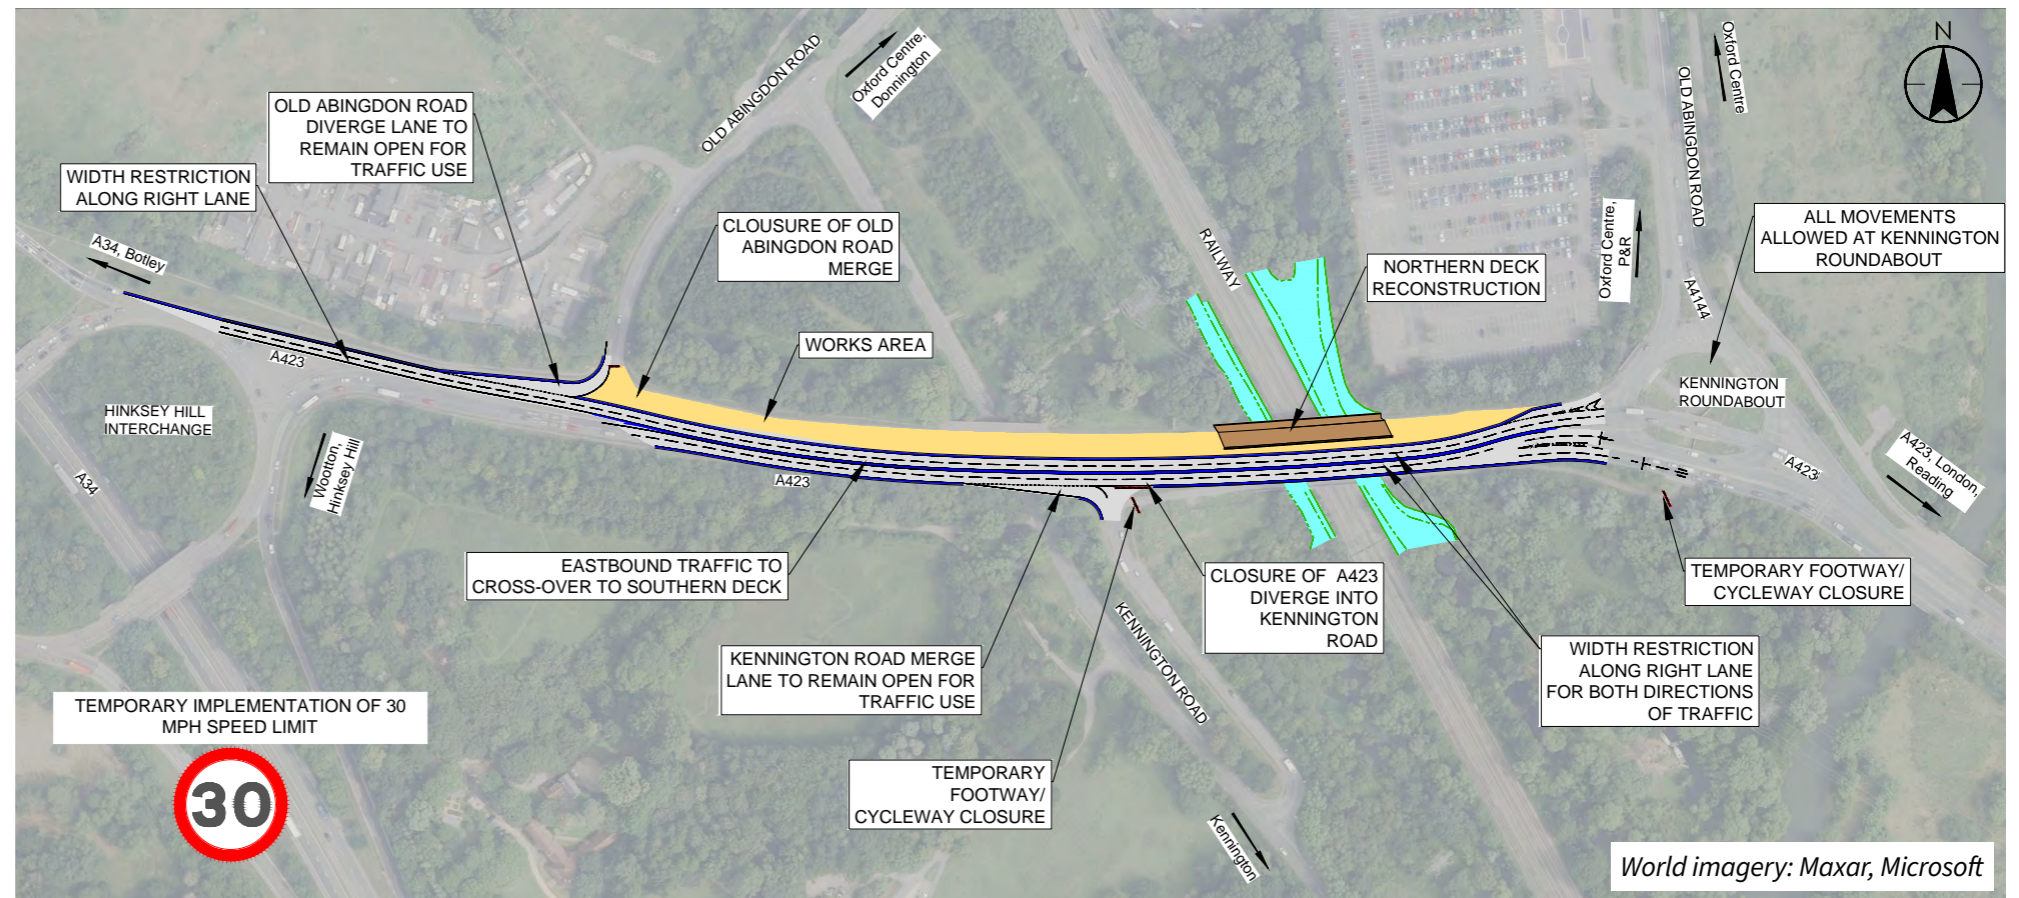 OLD ABINGDON ROAD
DIVERGE LANE TO
REMAIN OPEN FOR
TRAFFIC USE
WIDTH RESTRICTION
ALONG RIGHT LANE
A34, Botley
A423
HINKSEY HILL
INTERCHANGE
A34
Wootton,
Hinksey Hill
OLD ABINGDON ROAD
Oxford Centre,
Donnington
CLOUSURE OF OLD
ABINGDON ROAD
MERGE
WORKS AREA
RAILWAY
NORTHERN DECK
RECONSTRUCTION
Oxford Centre,
P&R
OLD ABINGDON ROAD
Oxford Centre
A4144
N
ALL MOVEMENTS
ALLOWED AT KENNINGTON
ROUNDABOUT
KENNINGTON
ROUNDABOUT
A423
A423, London,
Reading
A423
EASTBOUND TRAFFIC TO
CROSS-OVER TO SOUTHERN DECK
KENNINGTON ROAD MERGE
LANE TO REMAIN OPEN FOR
TRAFFIC USE
TEMPORARY
FOOTWAY/
CYCLEWAY CLOSURE
KENNINGTON ROAD
Kennington
CLOSURE OF A423
DIVERGE INTO
KENNINGTON
ROAD
TEMPORARY FOOTWAY/
CYCLEWAY CLOSURE
WIDTH RESTRICTION
ALONG RIGHT LANE
FOR BOTH DIRECTIONS
OF TRAFFIC
TEMPORARY IMPLEMENTATION OF 30
MPH SPEED LIMIT
30
World imagery: Maxar, Microsoft